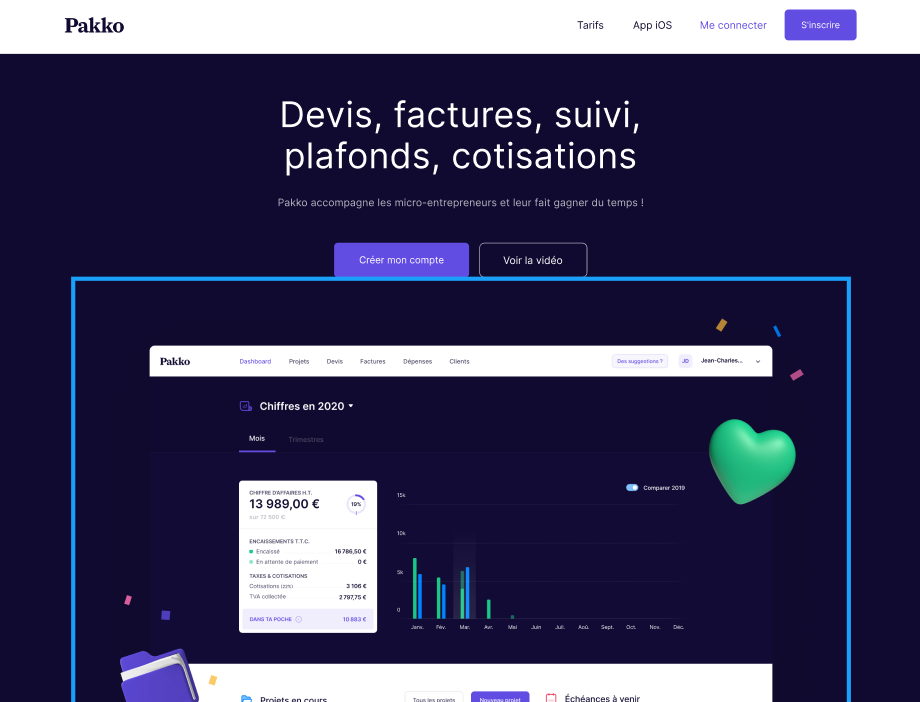 Pakko
Tarifs
App iOS
Me connecter
S'inscrire
Devis, factures, suivi,
plafonds, cotisations
Pakko accompagne les micro-entrepreneurs et leur fait gagner du temps !
Créer mon compte
Voir la vidéo
Pakko
Dashboard
Projets
Devis
Factures
Dépenses
Clients
Des suggestions ?
JD
Jean-Charles...
Chiffres en 2020
Mois
Trimestres
CHIFFRE D'AFFAIRES H.T.
13 989,00 €
sur 72 500 €
19%
ENCAISSEMENTS T.T.C.
Encaissé 16 786,50 €
En attente de paiement 0 €
TAXES & COTISATIONS
Cotisations (22%) 3 106 €
TVA collectée 2 797,75 €
DANS TA POCHE 10 883 €
Comparer 2019
15k
10k
5k
0
Janv. Fév. Mar. Avr. Mai Juin Juil. Aoû. Sept. Oct. Nov. Déc.
Projets en cours
Tous les projets
Nouveau projet
Échéances à venir